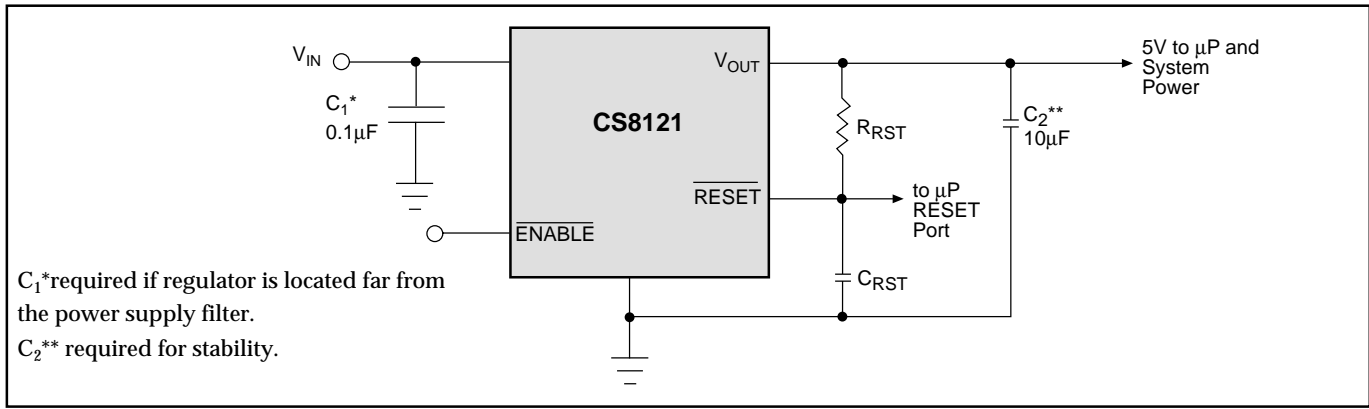 V_IN
C_1*
0.1µF
CS8121
V_OUT
5V to µP and
System
Power
R_RST
C_2**
10µF
RESET
to µP
RESET
Port
ENABLE
C_RST
C_1*required if regulator is located far from
the power supply filter.
C_2** required for stability.